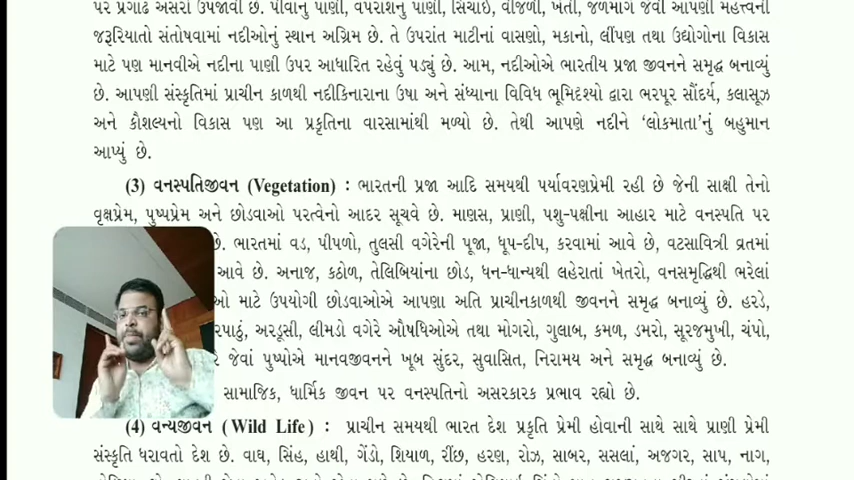 પર પ્રગાઢ અસરો ઉપજાવી છે. પીવાનું પાણી, વપરાશનું પાણી, સિંચાઈ, વીજળી, ખેતી, જળમાર્ગ જેવી આપણી મહત્ત્વની
જરૂરિયાતો સંતોષવામાં નદીઓનું સ્થાન અગ્રિમ છે. તે ઉપરાંત માટીનાં વાસણો, મકાનો, લીંપણ તથા ઉદ્યોગોના વિકાસ
માટે પણ માનવીએ નદીના પાણી ઉપર આધારિત રહેવું પડ્યું છે. આમ, નદીઓએ ભારતીય પ્રજા જીવનને સમૃદ્ધ બનાવ્યું
છે. આપણી સંસ્કૃતિમાં પ્રાચીન કાળથી નદીકિનારાના ઉષા અને સંધ્યાના વિવિધ ભૂમિદૃશ્યો દ્વારા ભરપૂર સૌંદર્ય, કલાસૂઝ
અને કૌશલ્યનો વિકાસ પણ આ પ્રકૃતિના વારસામાંથી મળ્યો છે. તેથી આપણે નદીને ‘લોકમાતા’નું બહુમાન
આપ્યું છે.
(3) વનસ્પતિજીવન (Vegetation) : ભારતની પ્રજા આદિ સમયથી પર્યાવરણપ્રેમી રહી છે જેની સાક્ષી તેનો
વૃક્ષપ્રેમ, પુષ્પપ્રેમ અને છોડવાઓ પરત્વેનો આદર સૂચવે છે. માણસ, પ્રાણી, પશુ-પક્ષીના આહાર માટે વનસ્પતિ પર
છે. ભારતમાં વડ, પીપળો, તુલસી વગેરેની પૂજા, ધૂપ-દીપ, કરવામાં આવે છે, વટસાવિત્રી વ્રતમાં
આવે છે. અનાજ, કઠોળ, તેલિબિયાંના છોડ, ધન-ધાન્યથી લહેરાતાં ખેતરો, વનસમૃદ્ધિથી ભરેલાં
ઓ માટે ઉપયોગી છોડવાઓએ આપણા અતિ પ્રાચીનકાળથી જીવનને સમૃદ્ધ બનાવ્યું છે. હરડે,
રપાઠું, અરડૂસી, લીમડો વગેરે ઔષધિઓએ તથા મોગરો, ગુલાબ, કમળ, ડમરો, સૂરજમુખી, ચંપો,
જેવાં પુષ્પોએ માનવજીવનને ખૂબ સુંદર, સુવાસિત, નિરામય અને સમૃદ્ધ બનાવ્યું છે.
સામાજિક, ધાર્મિક જીવન પર વનસ્પતિનો અસરકારક પ્રભાવ રહ્યો છે.
(4) વન્યજીવન (Wild Life) : પ્રાચીન સમયથી ભારત દેશ પ્રકૃતિ પ્રેમી હોવાની સાથે સાથે પ્રાણી પ્રેમી
સંસ્કૃતિ ધરાવતો દેશ છે. વાઘ, સિંહ, હાથી, ગેંડો, શિયાળ, રીંછ, હરણ, રોઝ, સાબર, સસલાં, અજગર, સાપ, નાગ,